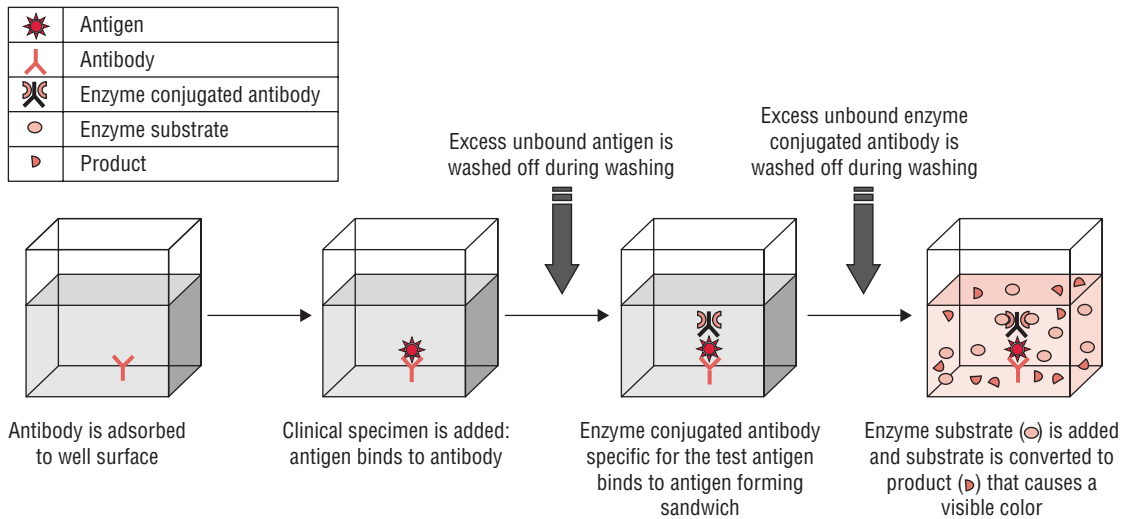 Antigen
Antibody
Enzyme conjugated antibody
Enzyme substrate
Product
Excess unbound antigen is
washed off during washing
Excess unbound enzyme
conjugated antibody is
washed off during washing
Antibody is adsorbed
to well surface
Clinical specimen is added:
antigen binds to antibody
Enzyme conjugated antibody
specific for the test antigen
binds to antigen forming
sandwich
Enzyme substrate () is added
and substrate is converted to
product () that causes a
visible color